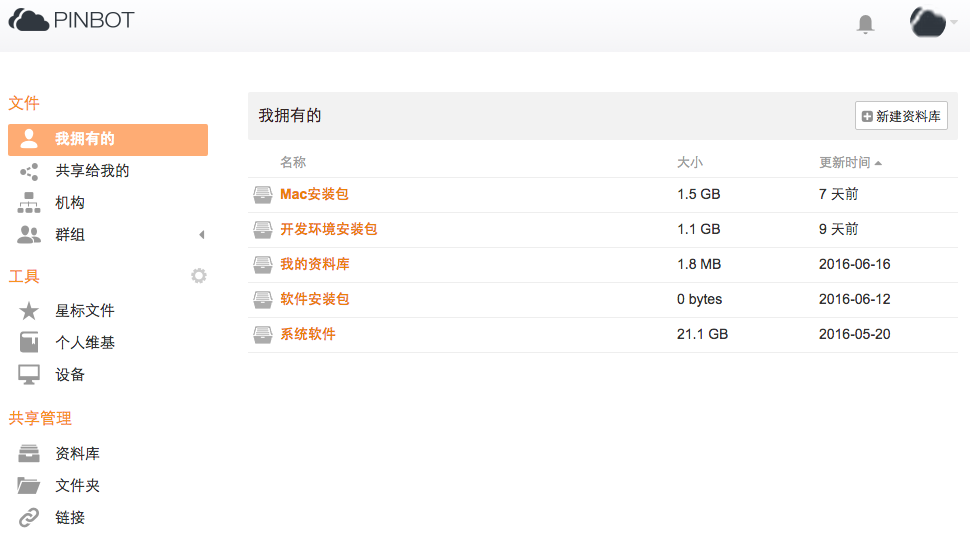 PINBOT
文件
我拥有的
共享给我的
机构
群组
工具
星标文件
个人维基
设备
共享管理
资料库
文件夹
链接
我拥有的 新建资料库
名称 大小 更新时间
Mac安装包 1.5 GB 7 天前
开发环境安装包 1.1 GB 9 天前
我的资料库 1.8 MB 2016-06-16
软件安装包 0 bytes 2016-06-12
系统软件 21.1 GB 2016-05-20